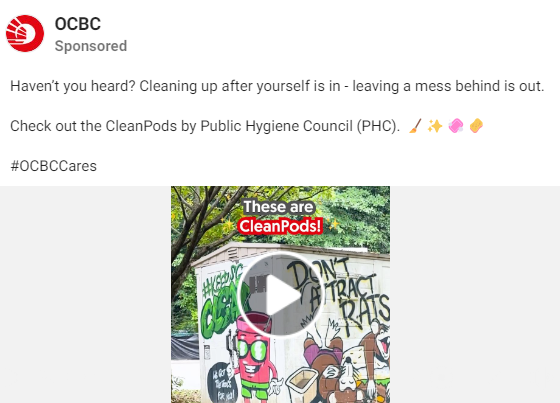 OCBC
Sponsored
Haven't you heard? Cleaning up after yourself is in - leaving a mess behind is out.
Check out the CleanPods by Public Hygiene Council (PHC). 🖌️✨🧼🧽
#OCBCCares
These are
CleanPods!
DON'T
ATTRACT
RATS
CLEAN